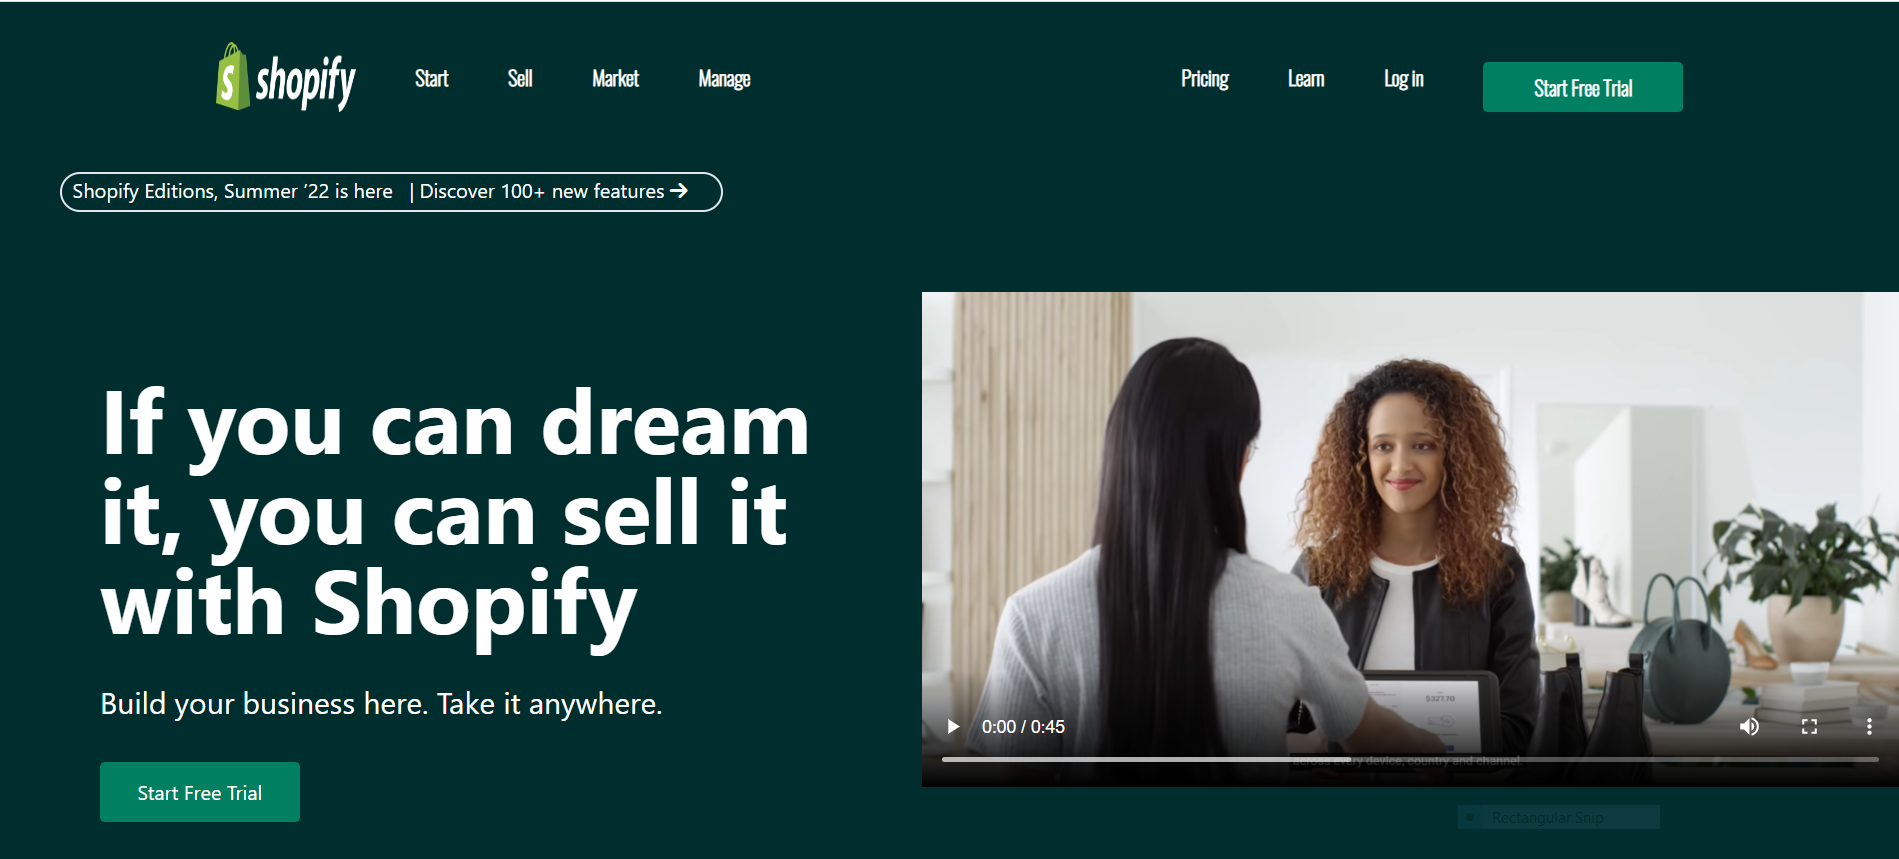 shopify
Start Sell Market Manage Pricing Learn Log in Start Free Trial
Shopify Editions, Summer ’22 is here | Discover 100+ new features →
If you can dream
it, you can sell it
with Shopify
Build your business here. Take it anywhere.
Start Free Trial
$327.70
0:00 / 0:45
across every device, country and channel.
Rectangular Snip